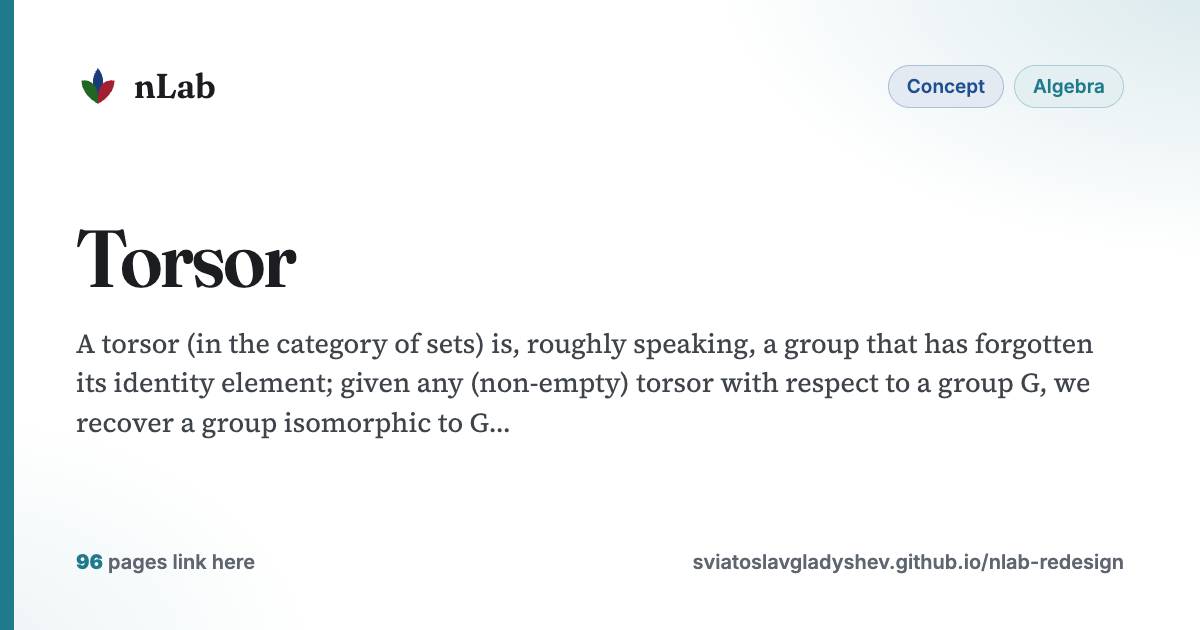 nLab
Concept
Algebra
Torsor
A torsor (in the category of sets) is, roughly speaking, a group that has forgotten
its identity element; given any (non-empty) torsor with respect to a group G, we
recover a group isomorphic to G...
96 pages link here
sviatoslavgladyshev.github.io/nlab-redesign